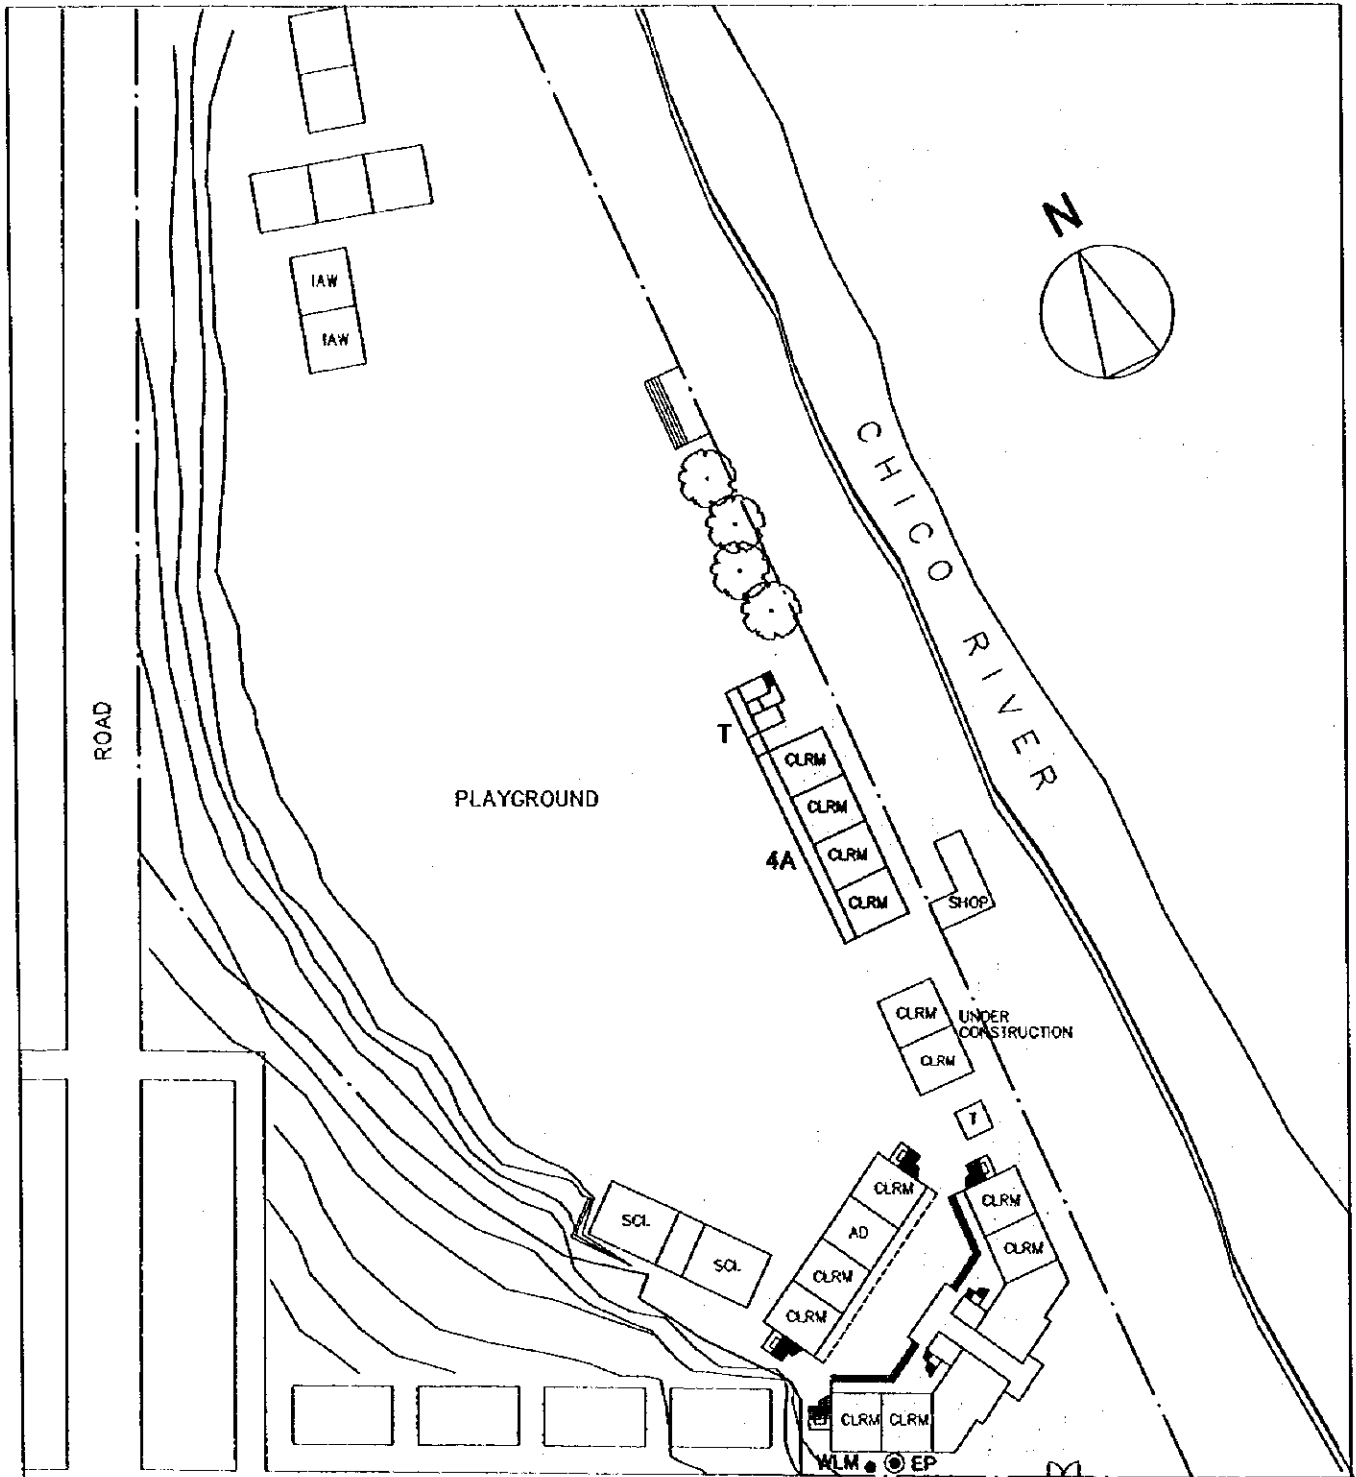 N
IAW
IAW
CHICO RIVER
ROAD
T
CLRM
PLAYGROUND
CLRM
4A
CLRM
CLRM
SHOP
CLRM
UNDER
CONSTRUCTION
CLRM
T
CLRM
CLRM
SCL
AD
CLRM
SCL
CLRM
CLRM
CLRM
CLRM
WLM
EP